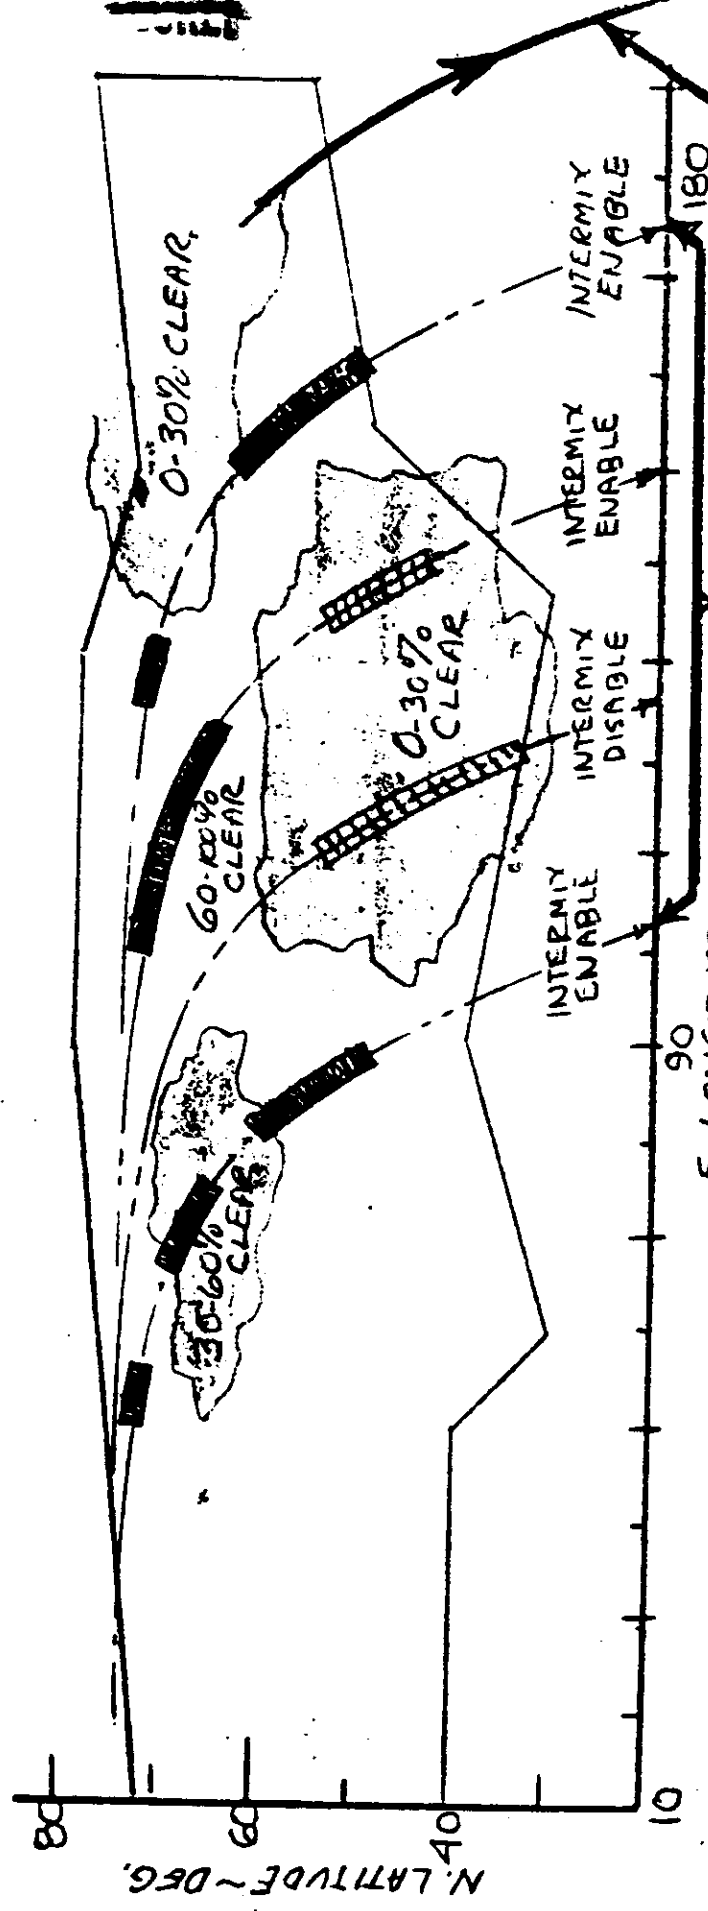 0-30% CLEAR.
60-100%
CLEAR
0-30%
CLEAR
30-60%
CLEAR
INTERMIX
ENABLE
INTERMIX
DISABLE
INTERMIX
ENABLE
INTERMIX
ENABLE
N. LATITUDE ~ DEG.
80
60
40
10
90
180